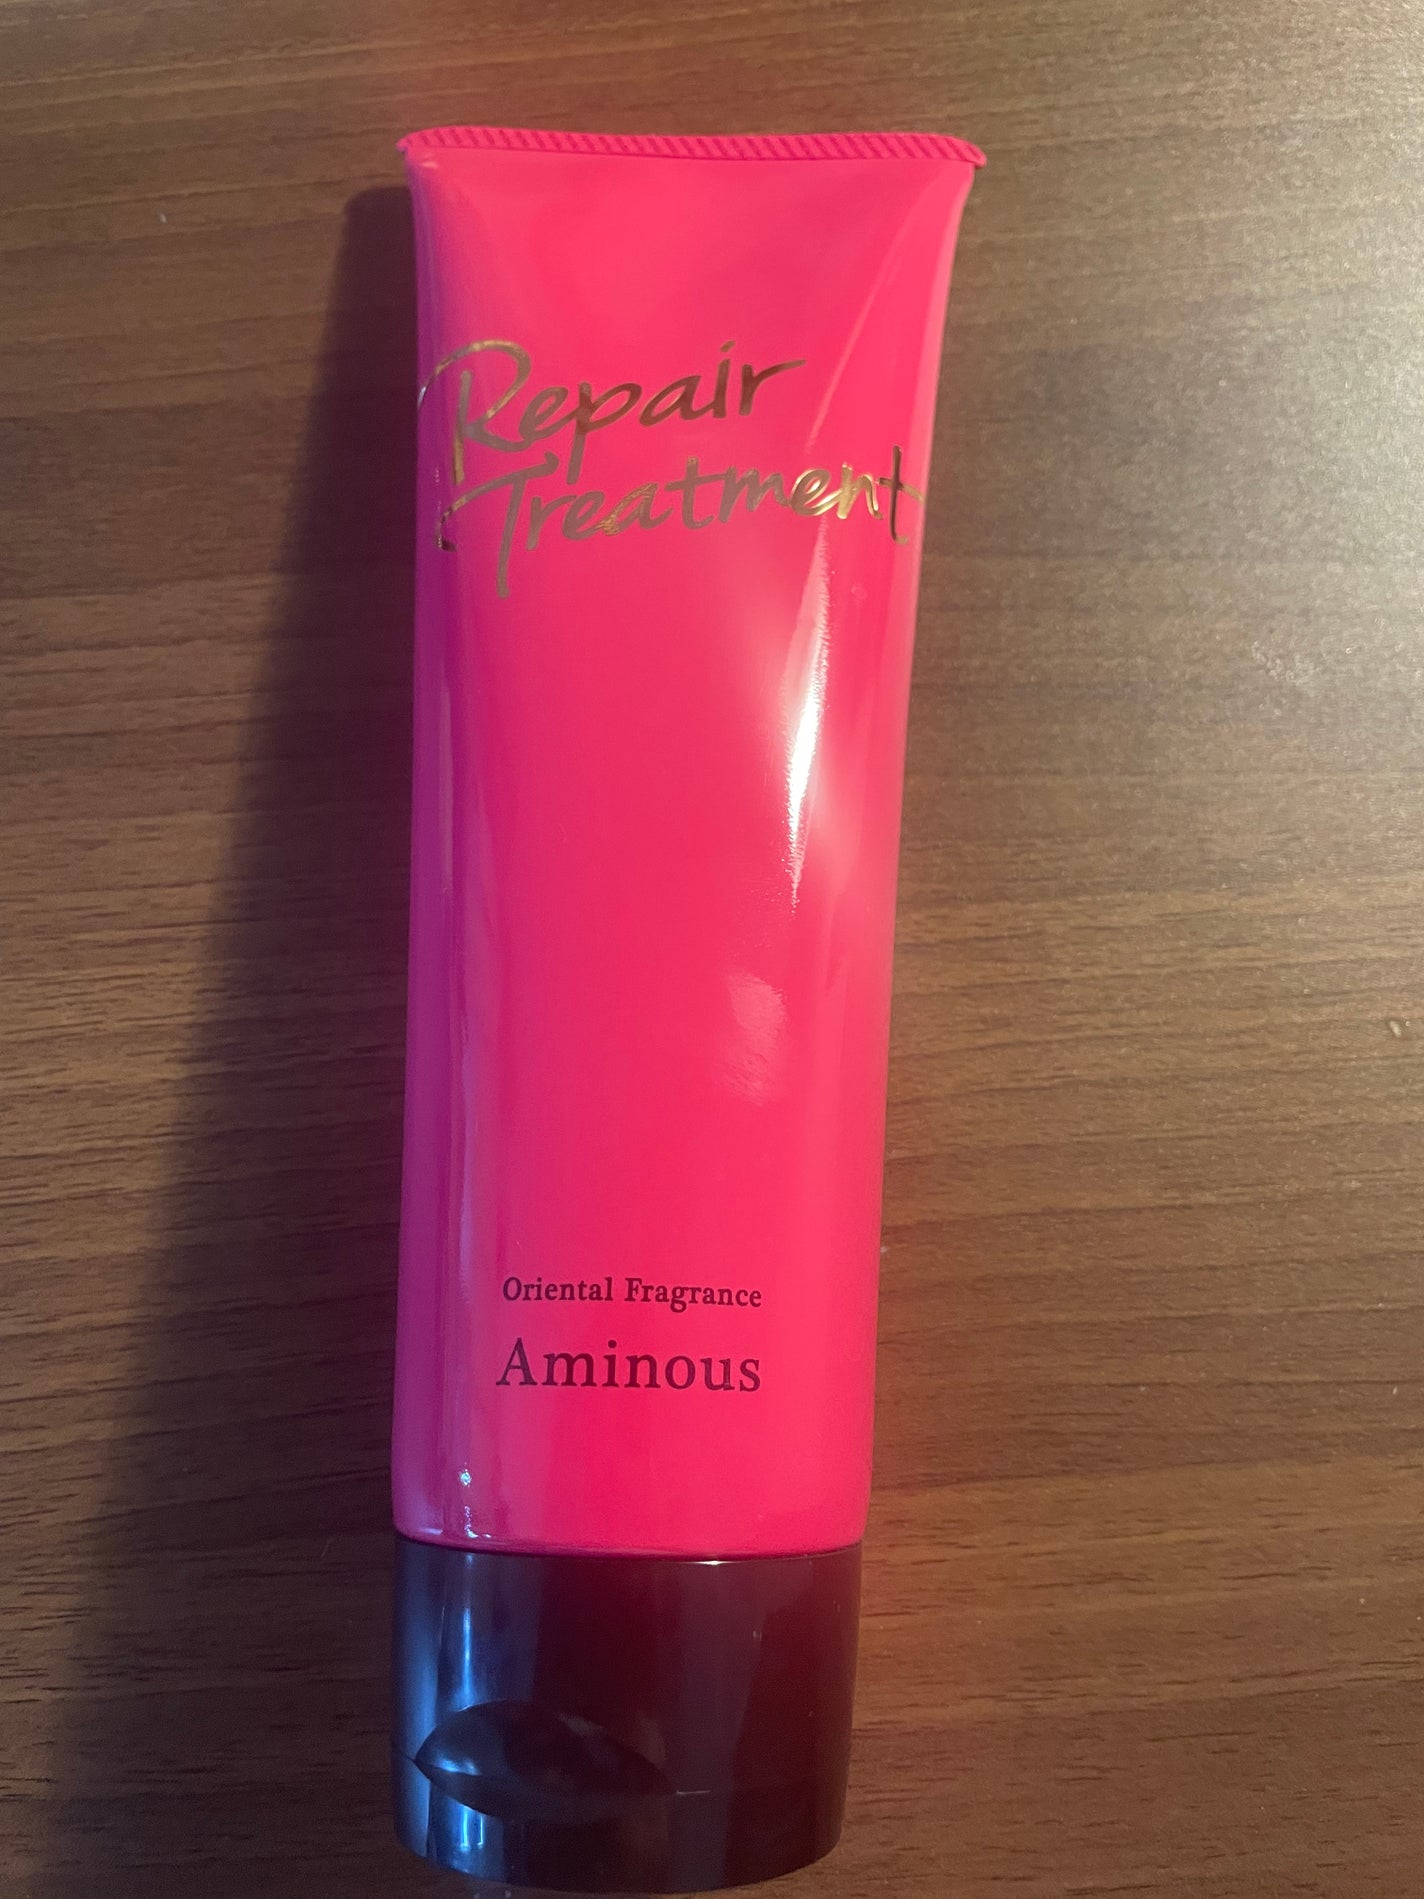 Repair
Treatment
Oriental Fragrance
Aminous